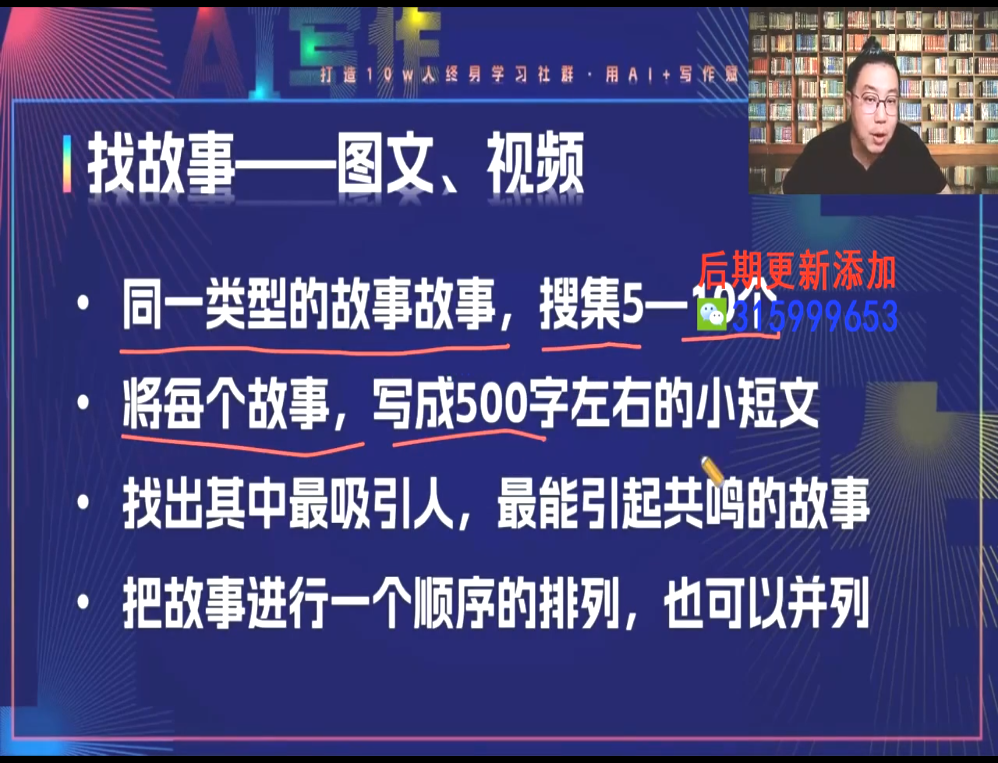 AI写作
打造10w人终身学习社群·用AI+写作赋
找故事——图文、视频
后期更新添加
• 同一类型的故事故事，搜集5—10个
315999653
• 将每个故事，写成500字左右的小短文
• 找出其中最吸引人，最能引起共鸣的故事
• 把故事进行一个顺序的排列，也可以并列